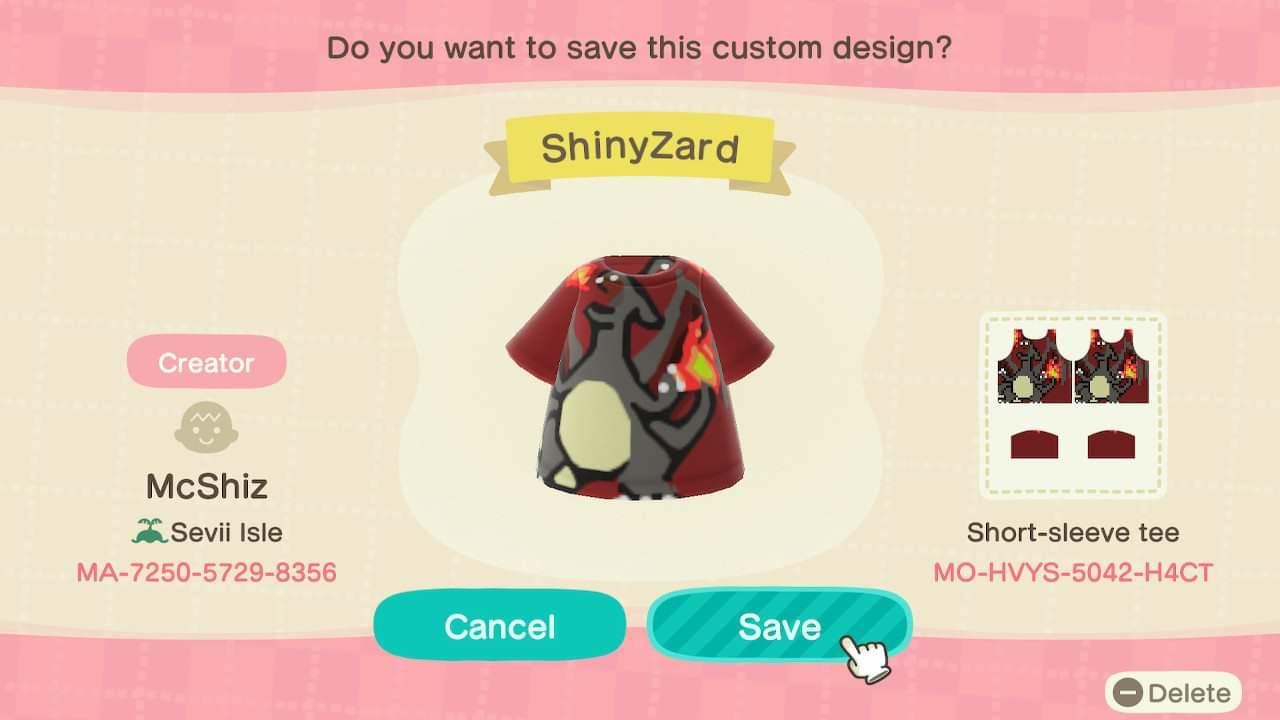 Do you want to save this custom design?
ShinyZard
Creator
McShiz
Sevii Isle
MA-7250-5729-8356
Short-sleeve tee
MO-HVYS-5042-H4CT
Cancel
Save
Delete